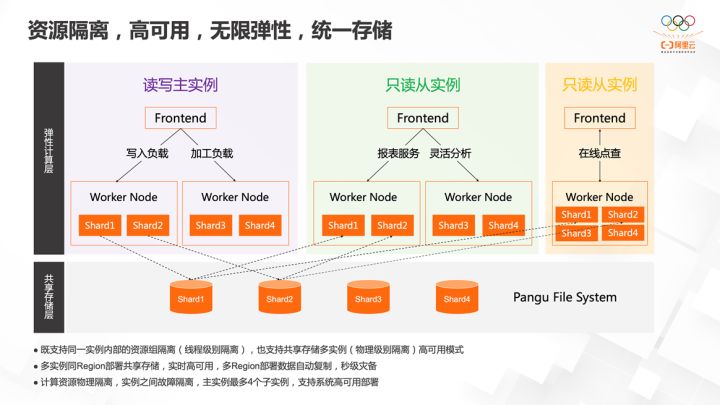 资源隔离，高可用，无限弹性，统一存储
阿里云
弹性计算层
读写主实例
Frontend
写入负载 加工负载
Worker Node
Shard1 Shard2
Worker Node
Shard3 Shard4
只读从实例
Frontend
报表服务 灵活分析
Worker Node
Shard1 Shard2
Worker Node
Shard3 Shard4
只读从实例
Frontend
在线点查
Worker Node
Shard1 Shard2
Shard3 Shard4
共享存储层
Shard1 Shard2 Shard3 Shard4 Pangu File System
● 既支持同一实例内部的资源组隔离（线程级别隔离），也支持共享存储多实例（物理级别隔离）高可用模式
● 多实例同Region部署共享存储，实时高可用，多Region部署数据自动复制，秒级灾备
● 计算资源物理隔离，实例之间故障隔离，主实例最多4个子实例，支持系统高可用部署